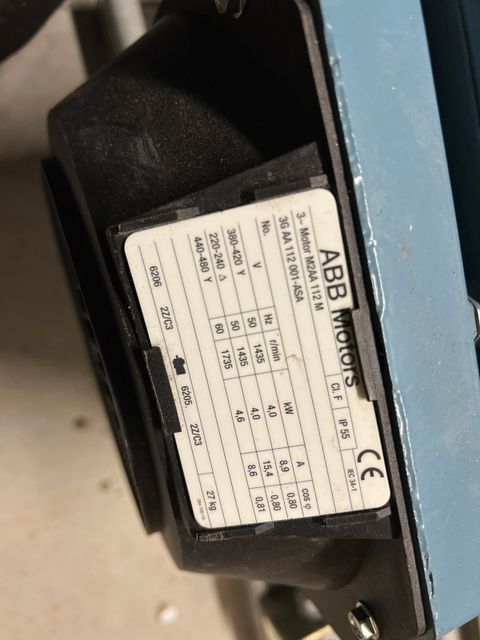 ABB Motors
CE
3~ Motor M2AA 112 M
Cl. F IP 55 IEC 34-1
3G AA 112 001-ASA
No.
V Hz r/min kW A cos φ
380-420 Y 50 1435 4,0 8,9 0,80
220-240 Δ 50 1435 4,0 15,4 0,80
440-480 Y 60 1735 4,6 8,6 0,81
6206 2Z/C3 6205 2Z/C3 27 kg